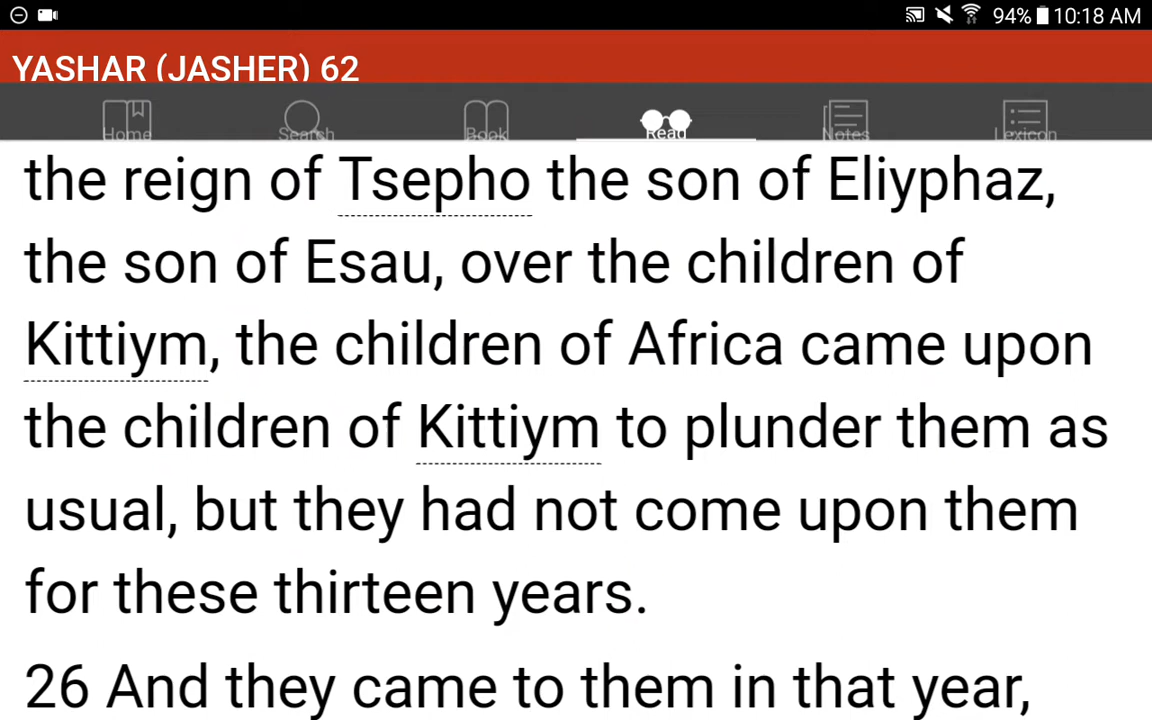 94% 10:18 AM
YASHAR (JASHER) 62
Home Search Book Read Notes Lexicon
the reign of Tsepho the son of Eliyphaz,
the son of Esau, over the children of
Kittiym, the children of Africa came upon
the children of Kittiym to plunder them as
usual, but they had not come upon them
for these thirteen years.
26 And they came to them in that year,